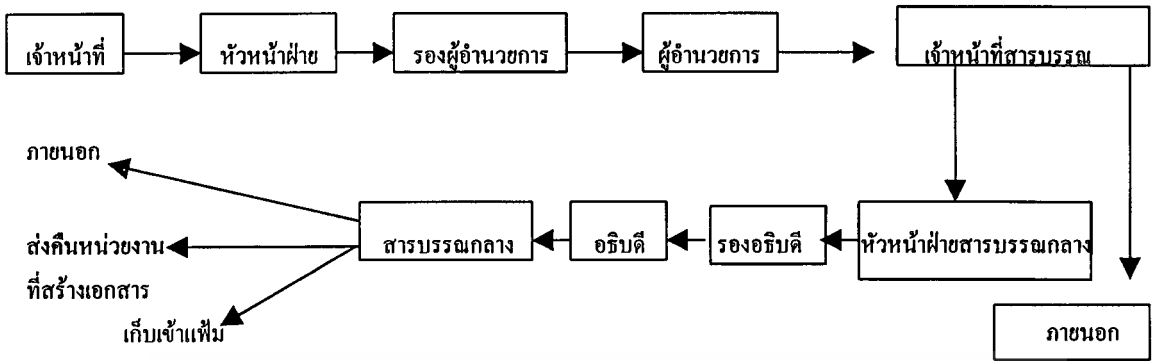 เจ้าหน้าที่
หัวหน้าฝ่าย
รองผู้อำนวยการ
ผู้อำนวยการ
เจ้าหน้าที่สารบรรณ
ภายนอก
ส่งคืนหน่วยงาน
ที่สร้างเอกสาร
เก็บเข้าแฟ้ม
สารบรรณกลาง
อธิบดี
รองอธิบดี
หัวหน้าฝ่ายสารบรรณกลาง
ภายนอก